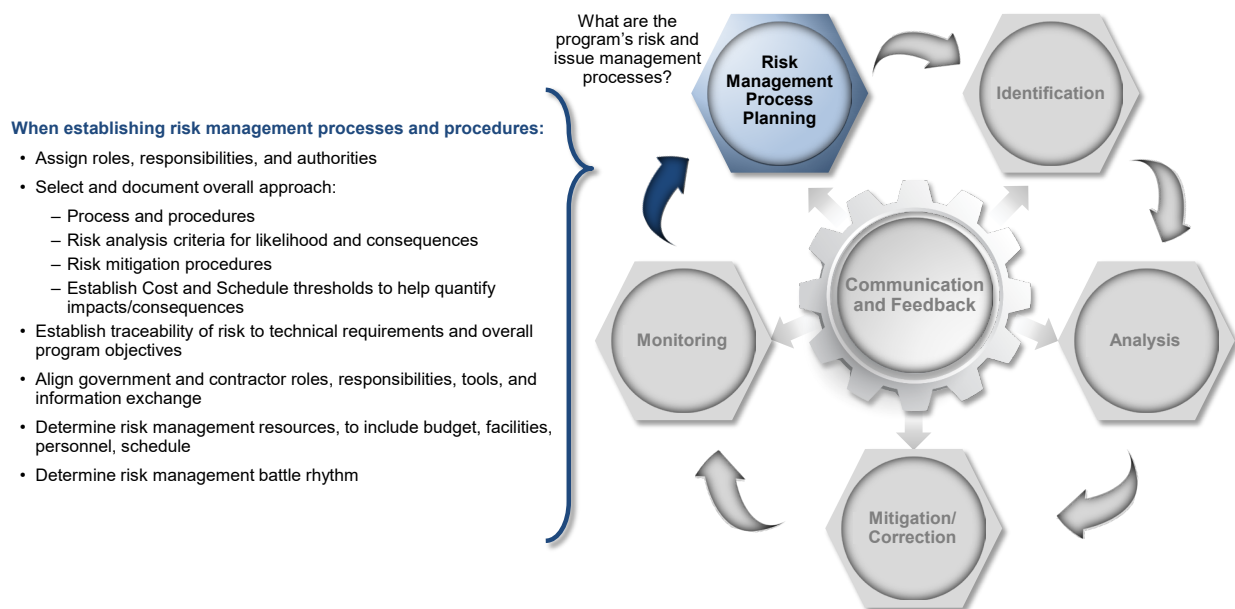 What are the
program’s risk and
issue management
processes?
Risk
Management
Process
Planning
Identification
When establishing risk management processes and procedures:
• Assign roles, responsibilities, and authorities
• Select and document overall approach:
– Process and procedures
– Risk analysis criteria for likelihood and consequences
– Risk mitigation procedures
– Establish Cost and Schedule thresholds to help quantify
impacts/consequences
• Establish traceability of risk to technical requirements and overall
program objectives
• Align government and contractor roles, responsibilities, tools, and
information exchange
• Determine risk management resources, to include budget, facilities,
personnel, schedule
• Determine risk management battle rhythm
Communication
and Feedback
Monitoring
Analysis
Mitigation/
Correction